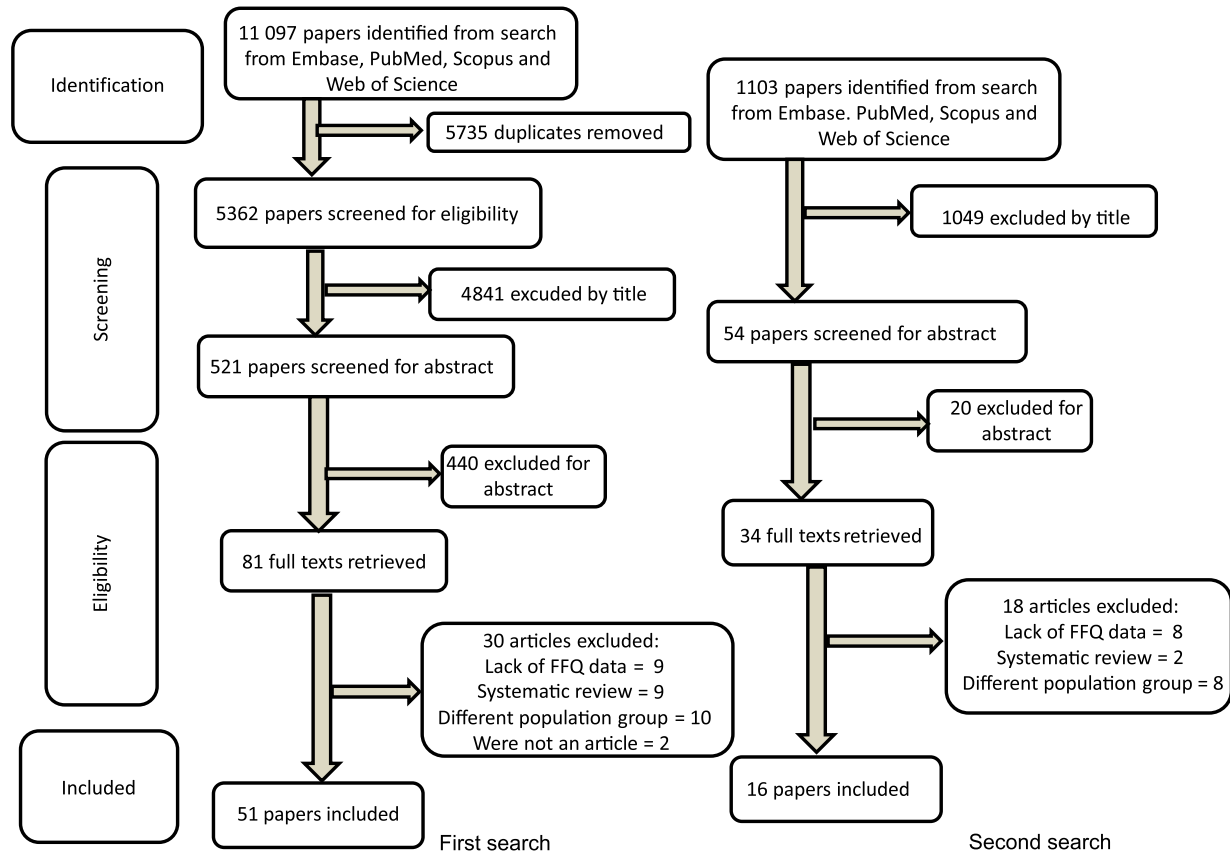 Identification
11 097 papers identified from search
from Embase, PubMed, Scopus and
Web of Science
5735 duplicates removed
Screening
5362 papers screened for eligibility
4841 excuded by title
521 papers screened for abstract
440 excluded for
abstract
Eligibility
81 full texts retrieved
30 articles excluded:
Lack of FFQ data = 9
Systematic review = 9
Different population group = 10
Were not an article = 2
Included
51 papers included
First search
1103 papers identified from search
from Embase. PubMed, Scopus and
Web of Science
1049 excluded by title
54 papers screened for abstract
20 excluded for
abstract
34 full texts retrieved
18 articles excluded:
Lack of FFQ data = 8
Systematic review = 2
Different population group = 8
16 papers included
Second search